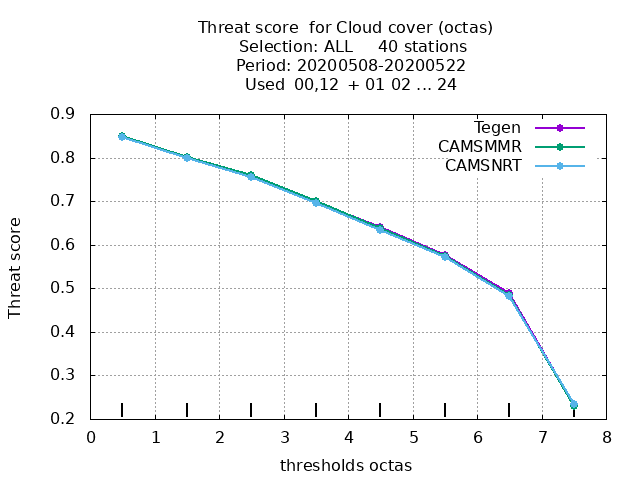 Threat score  for Cloud cover (octas)
Selection: ALL     40 stations
Period: 20200508-20200522
Used  00,12  + 01 02 ... 24
0.9
0.8
0.7
0.6
0.5
0.4
0.3
0.2
Threat score
Tegen
CAMSMMR
CAMSNRT
0 1 2 3 4 5 6 7 8
thresholds octas